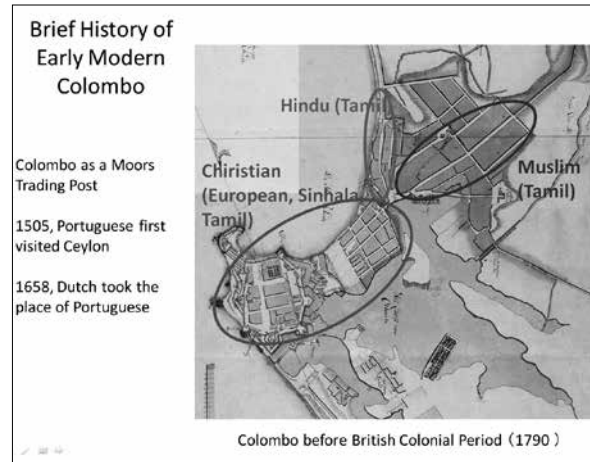 Brief History of
Early Modern
Colombo
Colombo as a Moors
Trading Post
1505, Portuguese first
visited Ceylon
1658, Dutch took the
place of Portuguese
Hindu (Tamil)
Chiristian
(European, Sinhala,
Tamil)
Muslim
(Tamil)
Colombo before British Colonial Period (1790)